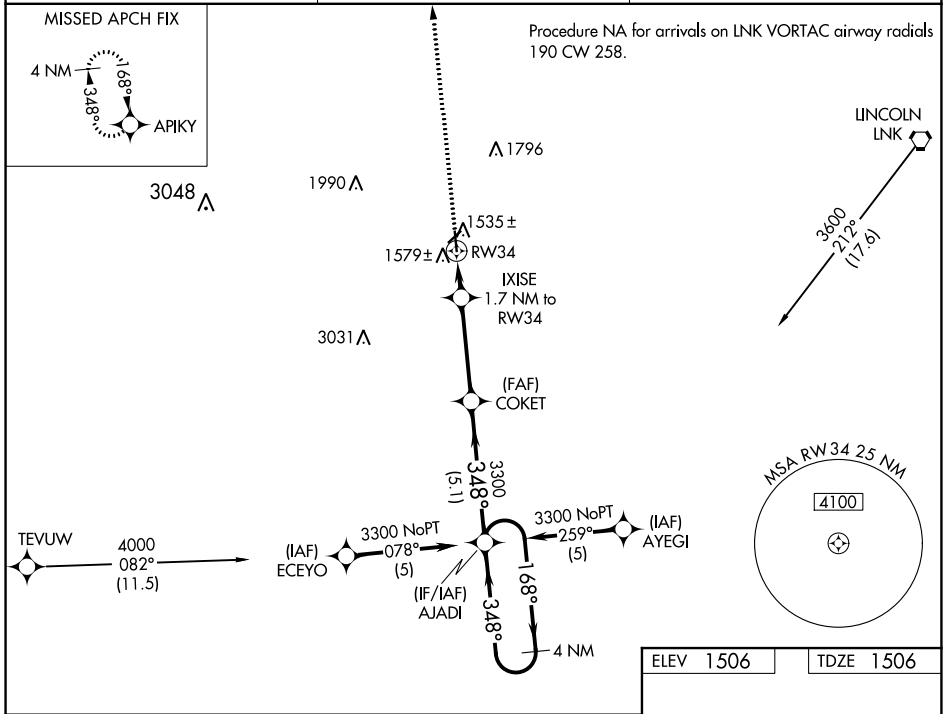 MISSED APCH FIX
4 NM
168°
348°
APIKY
Procedure NA for arrivals on LNK VORTAC airway radials
190 CW 258.
LINCOLN
LNK
3600
212°
(17.6)
1796
1990
3048
1535 ±
1579 ±
RW34
IXISE
1.7 NM to
RW34
3031
(FAF)
COKET
3300
348°
(5.1)
MSA RW34 25 NM
4100
TEVUW
4000
082°
(11.5)
(IAF)
ECEYO
3300 NoPT
078°
(5)
3300 NoPT
259°
(5)
(IAF)
AYEGI
(IF/IAF)
AJADI
348°
168°
4 NM
ELEV 1506
TDZE 1506